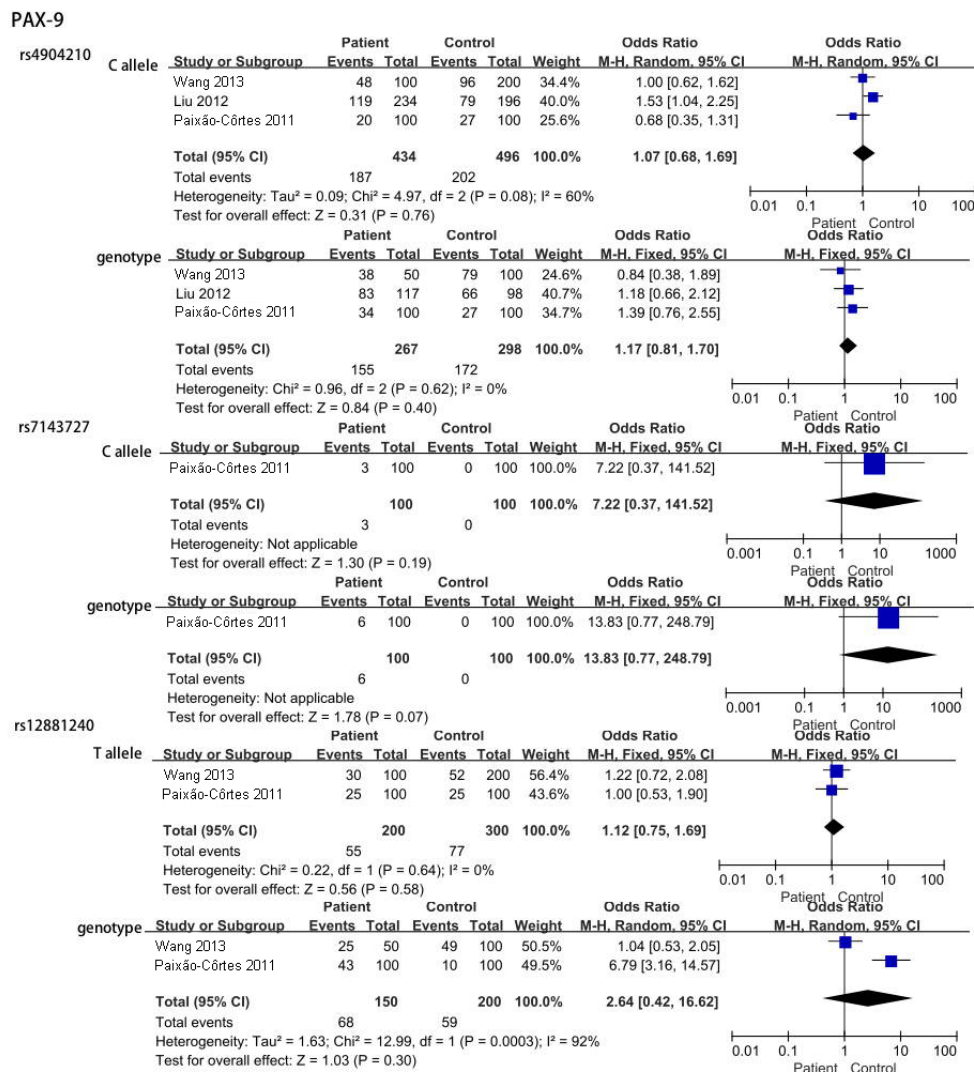 PAX-9
rs4904210
C allele
Patient Control Odds Ratio Odds Ratio
Study or Subgroup Events Total Events Total Weight M-H, Random, 95% CI M-H, Random, 95% CI
Wang 2013 48 100 96 200 34.4% 1.00 [0.62, 1.62]
Liu 2012 119 234 79 196 40.0% 1.53 [1.04, 2.25]
Paixão-Côrtes 2011 20 100 27 100 25.6% 0.68 [0.35, 1.31]
Total (95% CI) 434 496 100.0% 1.07 [0.68, 1.69]
Total events 187 202
Heterogeneity: Tau² = 0.09; Chi² = 4.97, df = 2 (P = 0.08); I² = 60%
Test for overall effect: Z = 0.31 (P = 0.76)
0.01 0.1 1 10 100
Patient Control
genotype
Patient Control Odds Ratio Odds Ratio
Study or Subgroup Events Total Events Total Weight M-H, Fixed, 95% CI M-H, Fixed, 95% CI
Wang 2013 38 50 79 100 24.6% 0.84 [0.38, 1.89]
Liu 2012 83 117 66 98 40.7% 1.18 [0.66, 2.12]
Paixão-Côrtes 2011 34 100 27 100 34.7% 1.39 [0.76, 2.55]
Total (95% CI) 267 298 100.0% 1.17 [0.81, 1.70]
Total events 155 172
Heterogeneity: Chi² = 0.96, df = 2 (P = 0.62); I² = 0%
Test for overall effect: Z = 0.84 (P = 0.40)
0.01 0.1 1 10 100
Patient Control
rs7143727
C allele
Patient Control Odds Ratio Odds Ratio
Study or Subgroup Events Total Events Total Weight M-H, Fixed, 95% CI M-H, Fixed, 95% CI
Paixão-Côrtes 2011 3 100 0 100 100.0% 7.22 [0.37, 141.52]
Total (95% CI) 100 100 100.0% 7.22 [0.37, 141.52]
Total events 3 0
Heterogeneity: Not applicable
Test for overall effect: Z = 1.30 (P = 0.19)
0.001 0.1 1 10 1000
Patient Control
genotype
Patient Control Odds Ratio Odds Ratio
Study or Subgroup Events Total Events Total Weight M-H, Fixed, 95% CI M-H, Fixed, 95% CI
Paixão-Côrtes 2011 6 100 0 100 100.0% 13.83 [0.77, 248.79]
Total (95% CI) 100 100 100.0% 13.83 [0.77, 248.79]
Total events 6 0
Heterogeneity: Not applicable
Test for overall effect: Z = 1.78 (P = 0.07)
0.001 0.1 1 10 1000
Patient Control
rs12881240
T allele
Patient Control Odds Ratio Odds Ratio
Study or Subgroup Events Total Events Total Weight M-H, Fixed, 95% CI M-H, Fixed, 95% CI
Wang 2013 30 100 52 200 56.4% 1.22 [0.72, 2.08]
Paixão-Côrtes 2011 25 100 25 100 43.6% 1.00 [0.53, 1.90]
Total (95% CI) 200 300 100.0% 1.12 [0.75, 1.69]
Total events 55 77
Heterogeneity: Chi² = 0.22, df = 1 (P = 0.64); I² = 0%
Test for overall effect: Z = 0.56 (P = 0.58)
0.01 0.1 1 10 100
Patient Control
genotype
Patient Control Odds Ratio Odds Ratio
Study or Subgroup Events Total Events Total Weight M-H, Random, 95% CI M-H, Random, 95% CI
Wang 2013 25 50 49 100 50.5% 1.04 [0.53, 2.05]
Paixão-Côrtes 2011 43 100 10 100 49.5% 6.79 [3.16, 14.57]
Total (95% CI) 150 200 100.0% 2.64 [0.42, 16.62]
Total events 68 59
Heterogeneity: Tau² = 1.63; Chi² = 12.99, df = 1 (P = 0.0003); I² = 92%
Test for overall effect: Z = 1.03 (P = 0.30)
0.01 0.1 1 10 100
Patient Control